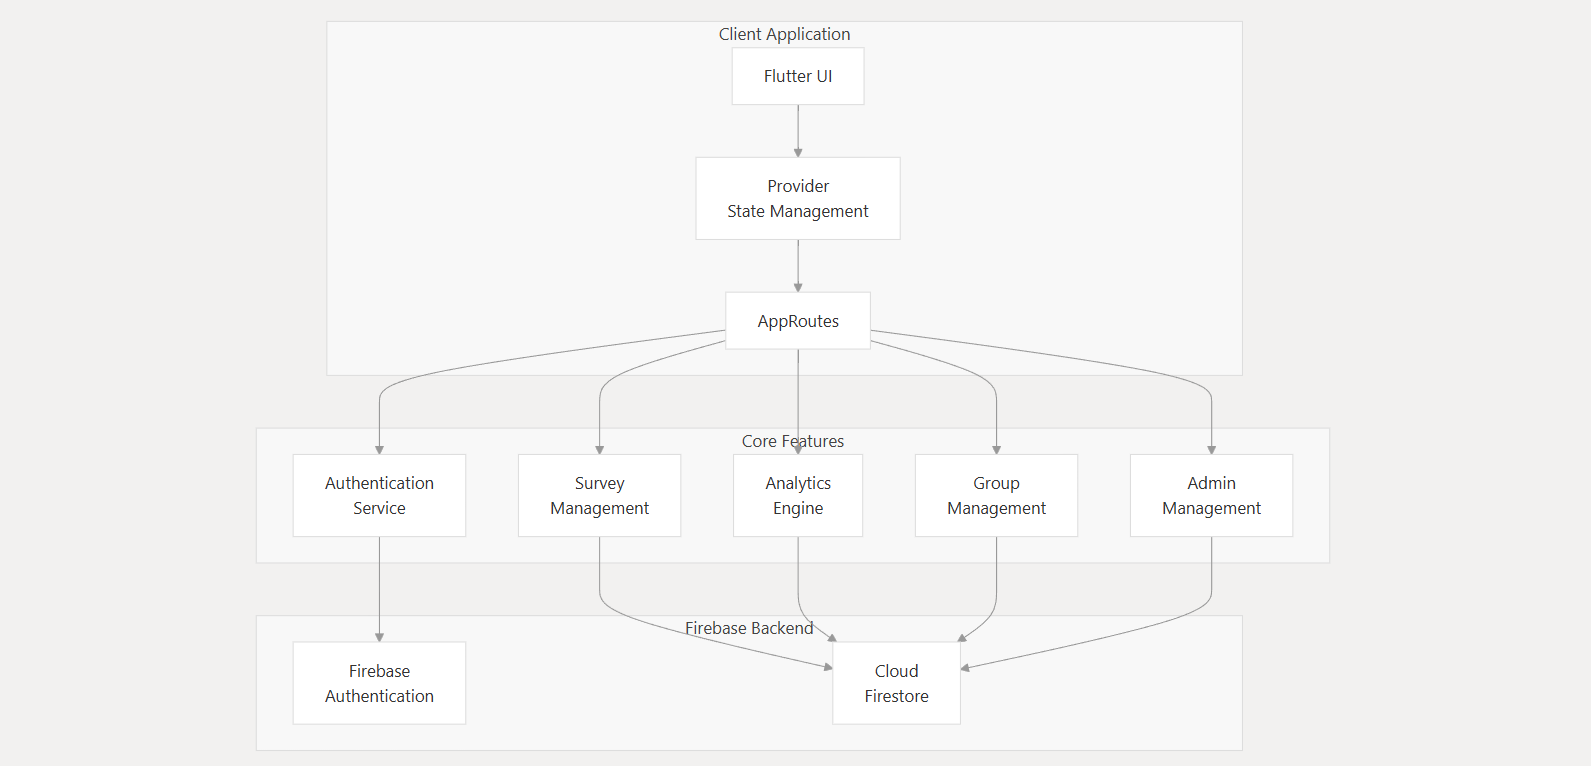 Client Application
Flutter UI
Provider
State Management
AppRoutes
Core Features
Authentication
Service
Survey
Management
Analytics
Engine
Group
Management
Admin
Management
Firebase Backend
Firebase
Authentication
Cloud
Firestore